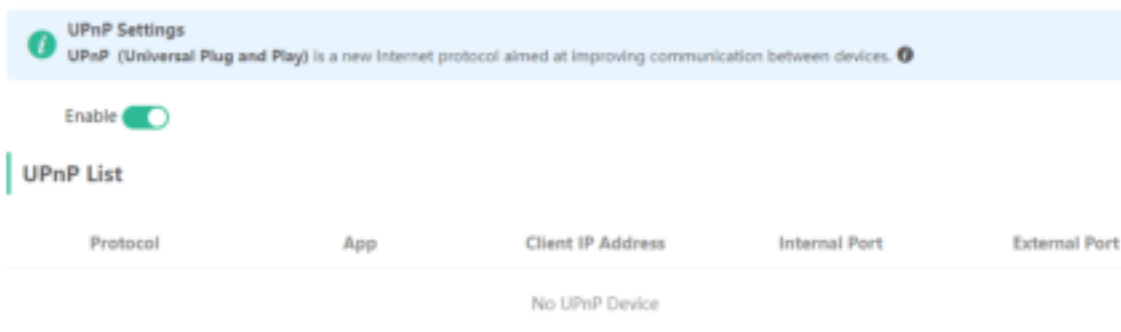 UPnP Settings
UPnP (Universal Plug and Play) is a new Internet protocol aimed at improving communication between devices.
Enable
UPnP List
Protocol App Client IP Address Internal Port External Port
No UPnP Device